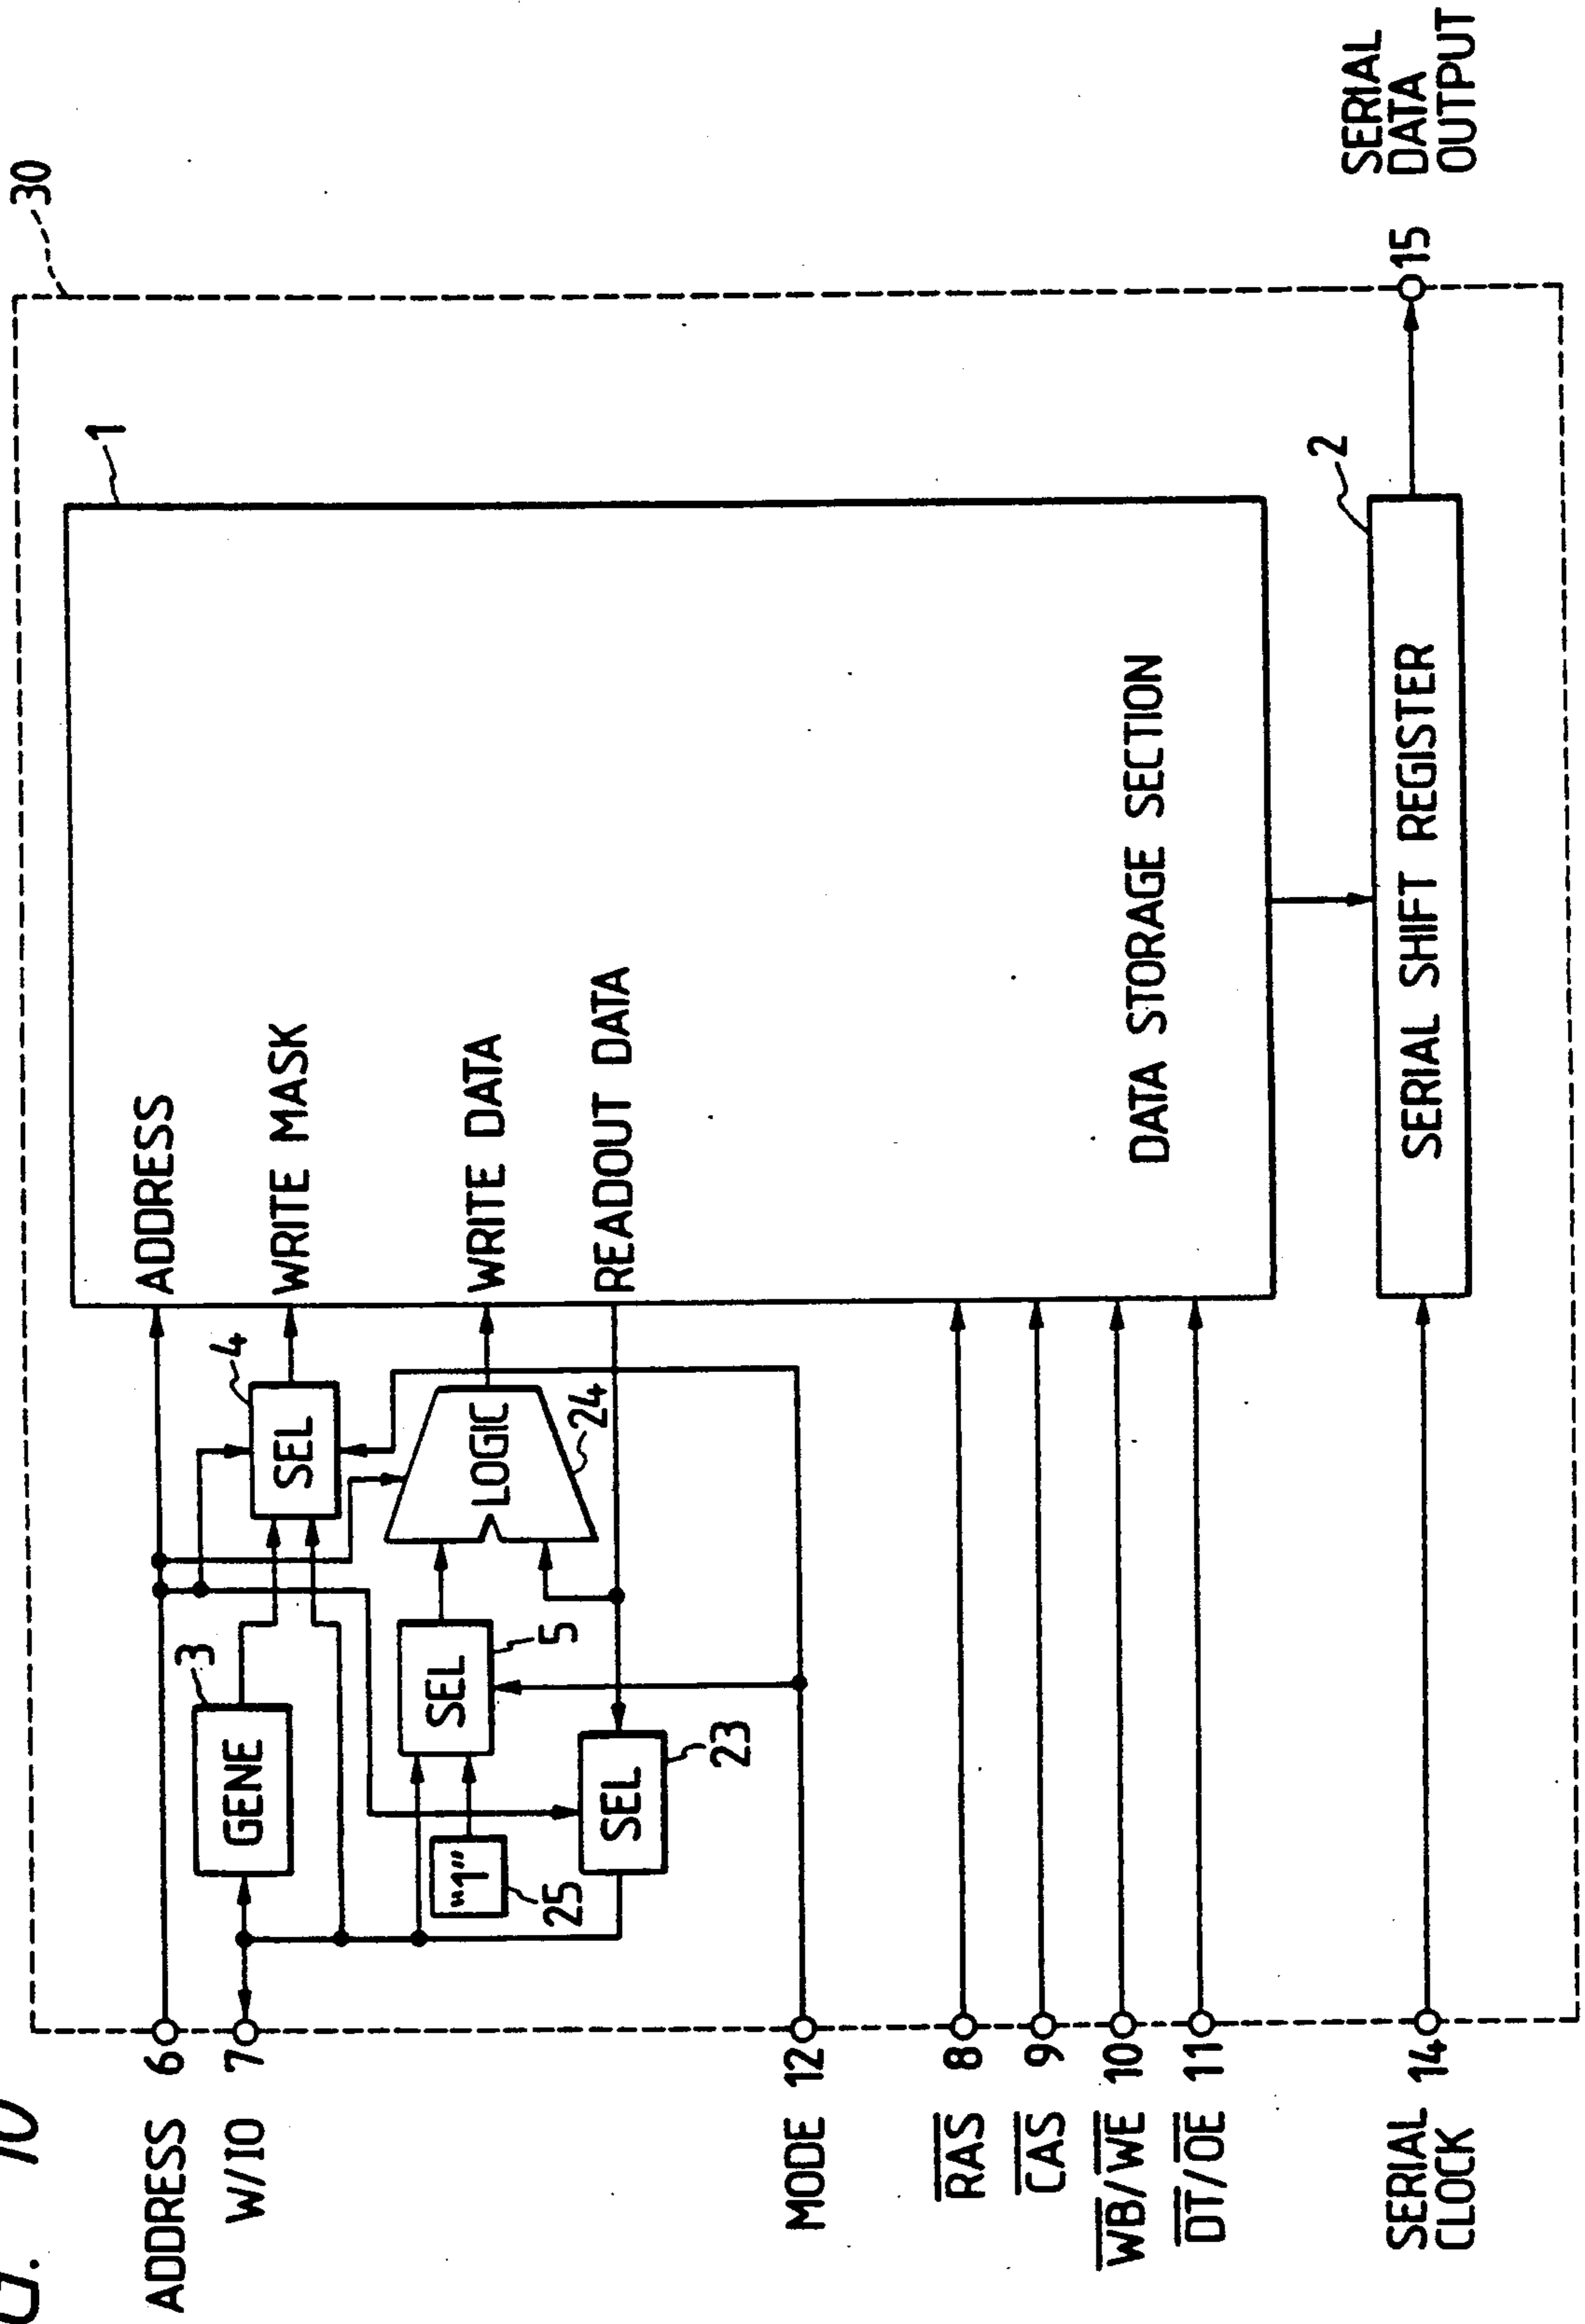 G. 10
30
1
ADDRESS
WRITE MASK
WRITE DATA
READOUT DATA
DATA STORAGE SECTION
4
SEL
LOGIC
24
3
GENE
SEL
5
"1"
25
SEL
23
ADDRESS 6
W/IO 7
MODE 12
RAS 8
CAS 9
WB/WE 10
DT/OE 11
SERIAL
CLOCK
14
2
SERIAL SHIFT REGISTER
15
SERIAL
DATA
OUTPUT